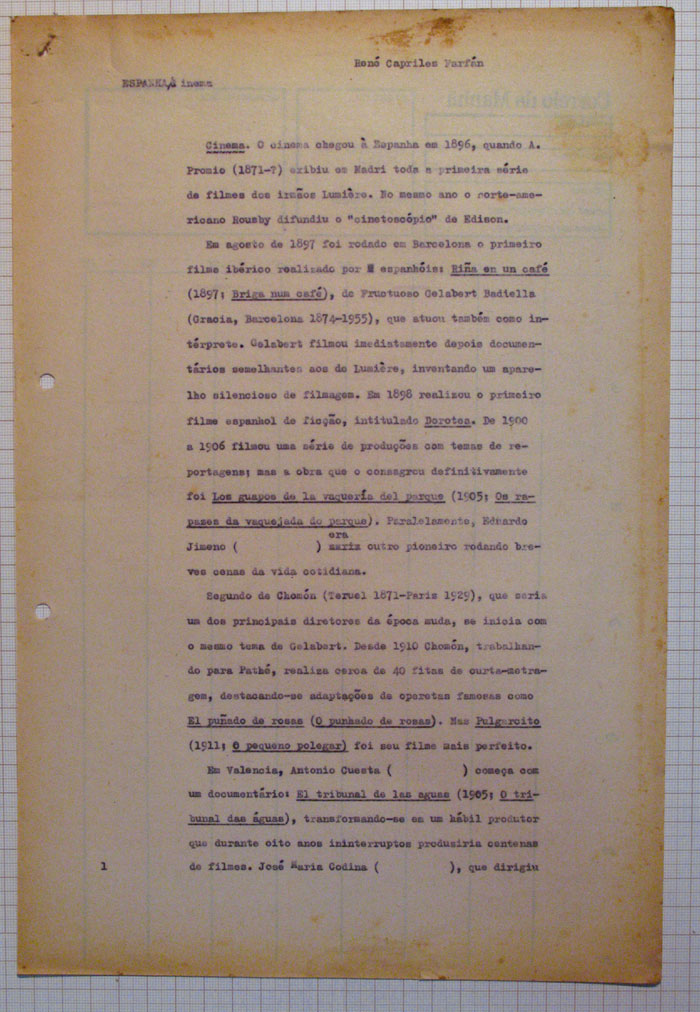 René Capriles Farfán
ESPANHA/Cinema
Cinema. O cinema chegou à Espanha em 1896, quando A.
Promio (1871-?) exibiu em Madri toda a primeira série
de filmes dos irmãos Lumière. No mesmo ano o norte-ame-
ricano Rousby difundiu o "cinetoscópio" de Edison.
Em agosto de 1897 foi rodado em Barcelona o primeiro
filme ibérico realizado por espanhóis: Riña en un café
(1897; Briga num café), de Fructuoso Gelabert Badiella
(Gracia, Barcelona 1874-1955), que atuou também como in-
térprete. Gelabert filmou imediatamente depois documen-
tários semelhantes aos de Lumière, inventando um apare-
lho silencioso de filmagem. Em 1898 realizou o primeiro
filme espanhol de ficção, intitulado Dorotea. De 1900
a 1906 filmou uma série de produções com temas de re-
portagens; mas a obra que o consagrou definitivamente
foi Los guapos de la vaquería del parque (1905; Os ra-
pazes da vaquejada do parque). Paralelamente, Eduardo
Jimeno ( ) era outro pioneiro rodando bre-
ves cenas da vida cotidiana.
Segundo de Chomón (Teruel 1871-Paris 1929), que seria
um dos principais diretores da época muda, se inicia com
o mesmo tema de Gelabert. Desde 1910 Chomón, trabalhan-
do para Pathé, realiza cerca de 40 fitas de curta-metra-
gem, destacando-se adaptações de operetas famosas como
El puñado de rosas (O punhado de rosas). Mas Pulgarcito
(1911; O pequeno polegar) foi seu filme mais perfeito.
Em Valencia, Antonio Cuesta ( ) começa com
um documentário: El tribunal de las aguas (1905; O tri-
bunal das águas), transformando-se em um hábil produtor
que durante oito anos ininterruptos produziria centenas
de filmes. José Maria Codina ( ), que dirigiu
1
Correio da Manhã